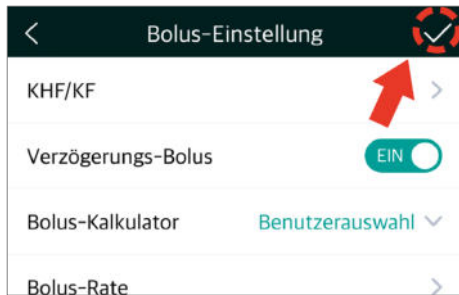 Bolus-Einstellung
KHF/KF
Verzögerungs-Bolus EIN
Bolus-Kalkulator Benutzerauswahl
Bolus-Rate